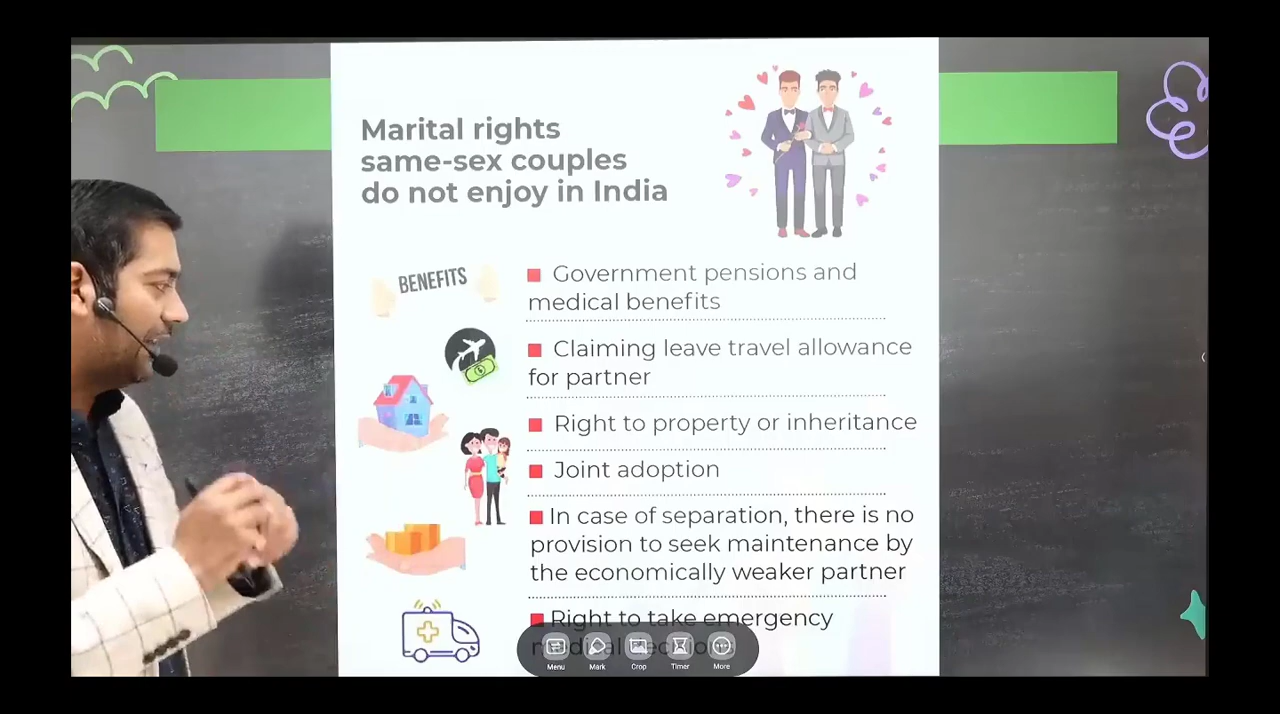 Marital rights
same-sex couples
do not enjoy in India
BENEFITS
Government pensions and
medical benefits
Claiming leave travel allowance
for partner
Right to property or inheritance
Joint adoption
In case of separation, there is no
provision to seek maintenance by
the economically weaker partner
Right to take emergency
Menu Mark Crop Timer More